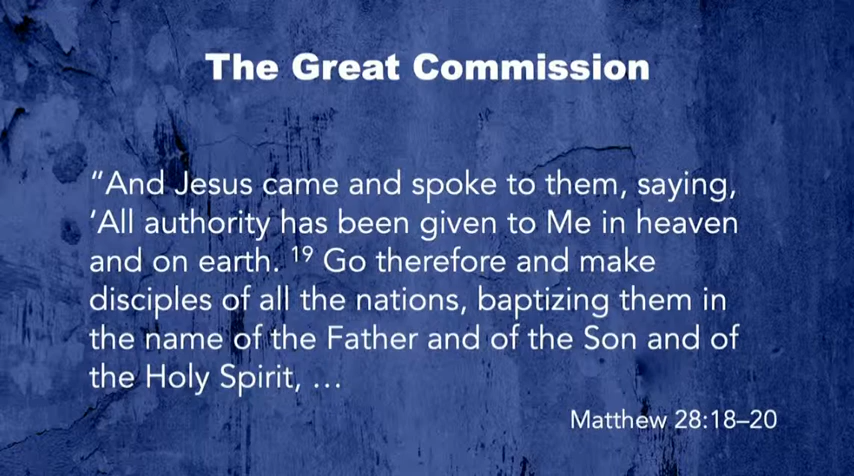 The Great Commission
“And Jesus came and spoke to them, saying,
‘All authority has been given to Me in heaven
and on earth. ¹⁹ Go therefore and make
disciples of all the nations, baptizing them in
the name of the Father and of the Son and of
the Holy Spirit, …
Matthew 28:18–20